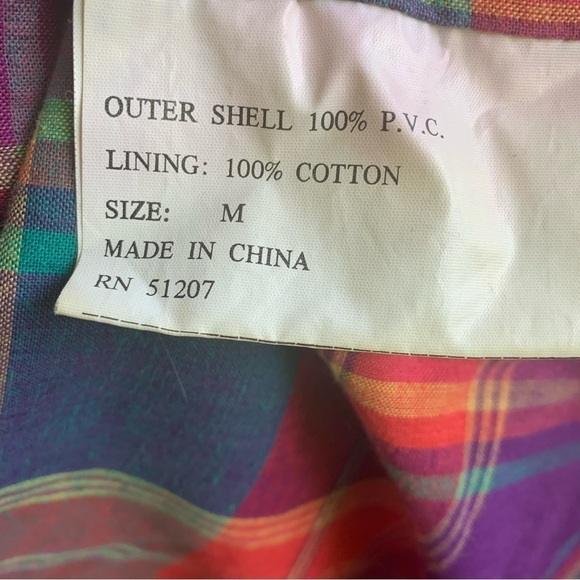 OUTER SHELL 100% P.V.C.
LINING: 100% COTTON
SIZE: M
MADE IN CHINA
RN 51207